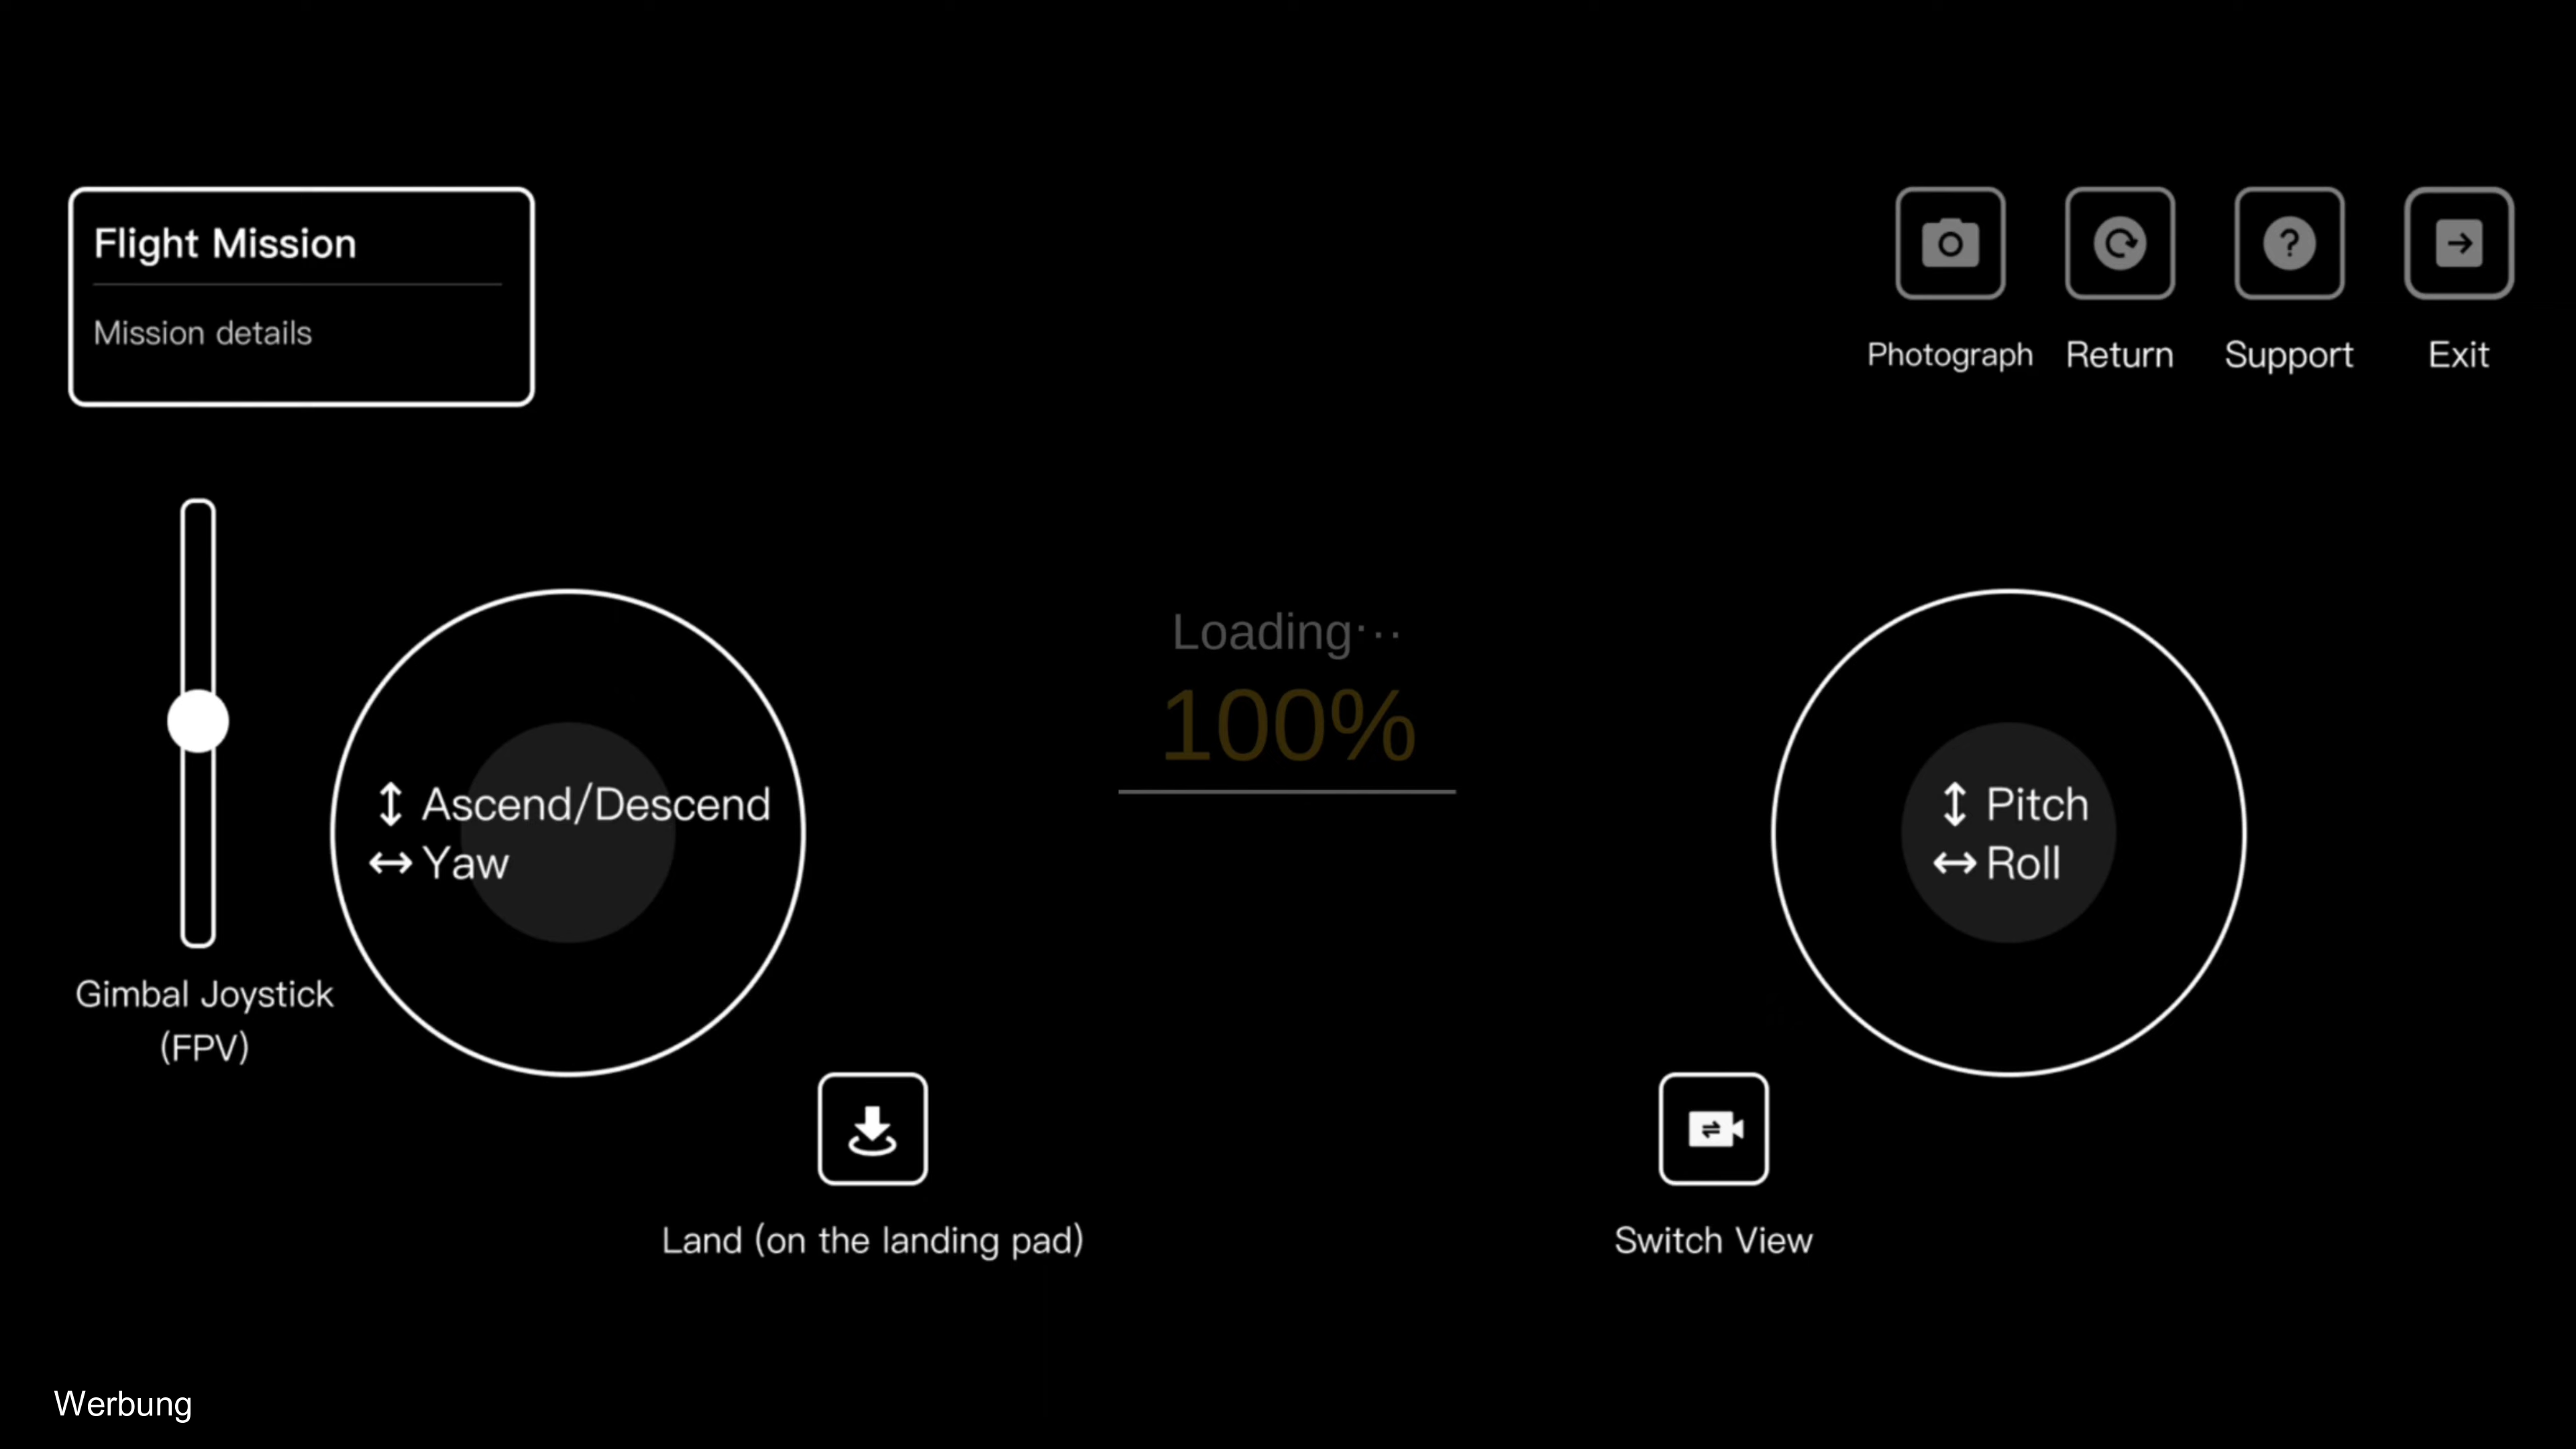 Flight Mission
Mission details
Photograph
Return
Support
Exit
Loading···
100%
Ascend/Descend
Yaw
Pitch
Roll
Gimbal Joystick
(FPV)
Land (on the landing pad)
Switch View
Werbung